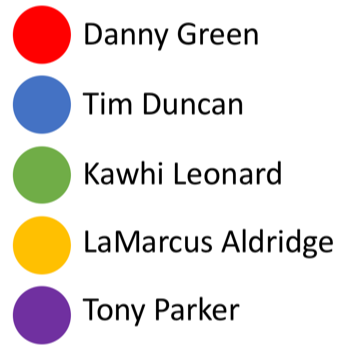 Danny Green
Tim Duncan
Kawhi Leonard
LaMarcus Aldridge
Tony Parker